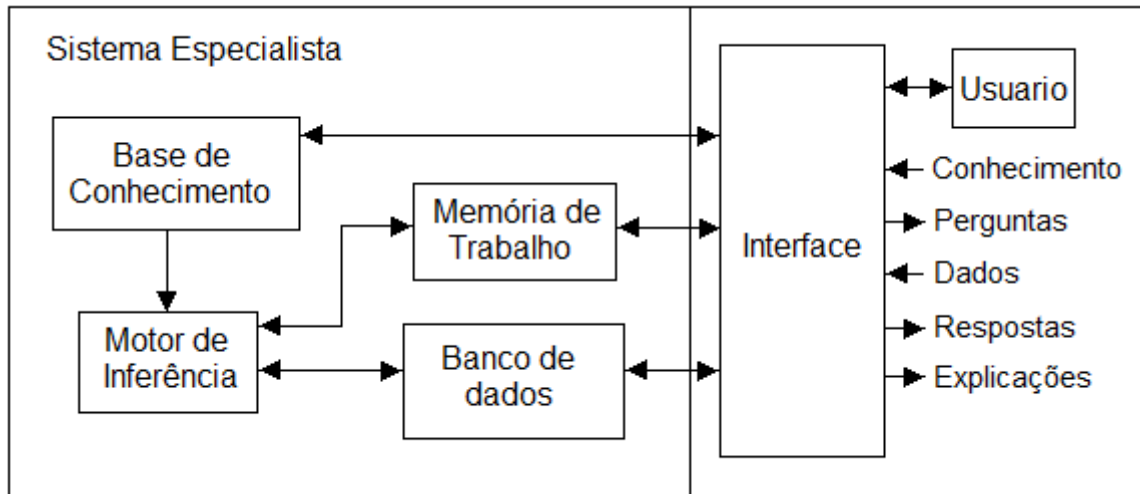 Sistema Especialista
Base de
Conhecimento
Memória de
Trabalho
Motor de
Inferência
Banco de
dados
Interface
Usuario
Conhecimento
Perguntas
Dados
Respostas
Explicações